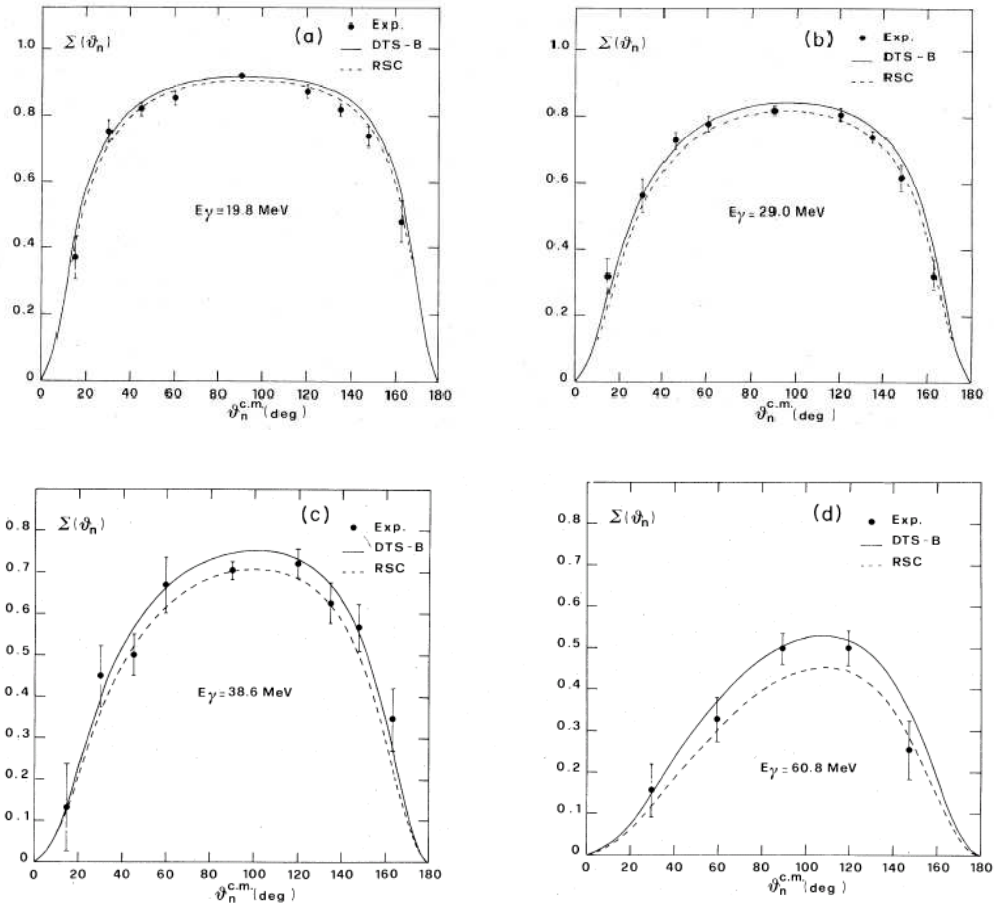 (a)
Σ(ϑn)
Exp.
DTS-B
RSC
1.0
0.8
0.6
0.4
0.2
0
Eγ=19.8 MeV
0 20 40 60 80 100 120 140 160
ϑn c.m. (deg)
(b)
Σ(ϑn)
Exp.
DTS-B
RSC
1.0
0.8
0.6
0.4
0.2
0
Eγ=29.0 MeV
0 20 40 60 80 100 120 140 160 180
ϑn c.m. (deg)
(c)
Σ(ϑn)
Exp.
DTS-B
RSC
0.8
0.7
0.6
0.5
0.4
0.3
0.2
0.1
0
Eγ=38.6 MeV
0 20 40 60 80 100 120 140 160 180
ϑn c.m. (deg)
(d)
Σ(ϑn)
Exp.
DTS-B
RSC
0.8
0.7
0.6
0.5
0.4
0.3
0.2
0.1
0
Eγ=60.8 MeV
0 20 40 60 80 100 120 140 160 180
ϑn c.m. (deg)